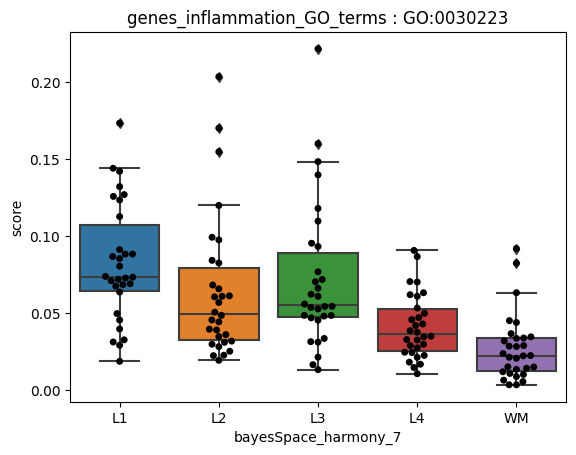 genes_inflammation_GO_terms : GO:0030223
score
0.20
0.15
0.10
0.05
0.00
L1 L2 L3 L4 WM
bayesSpace_harmony_7